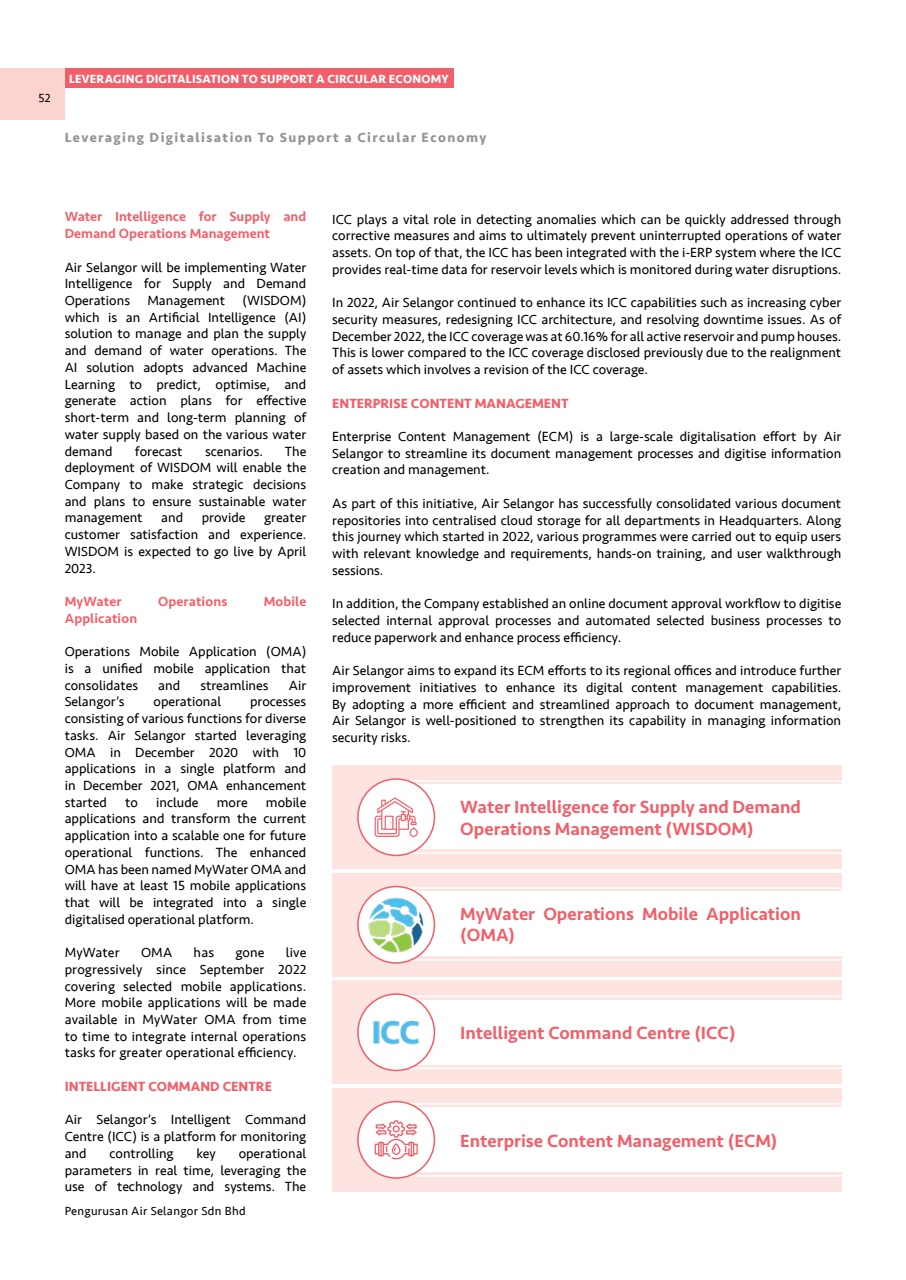 LEVERAGING DIGITALISATION TO SUPPORT A CIRCULAR ECONOMY
52
Leveraging Digitalisation To Support a Circular Economy
Water Intelligence for Supply and
Demand Operations Management
Air Selangor will be implementing Water
Intelligence for Supply and Demand
Operations Management (WISDOM)
which is an Artificial Intelligence (AI)
solution to manage and plan the supply
and demand of water operations. The
AI solution adopts advanced Machine
Learning to predict, optimise, and
generate action plans for effective
short-term and long-term planning of
water supply based on the various water
demand forecast scenarios. The
deployment of WISDOM will enable the
Company to make strategic decisions
and plans to ensure sustainable water
management and provide greater
customer satisfaction and experience.
WISDOM is expected to go live by April
2023.
MyWater Operations Mobile
Application
Operations Mobile Application (OMA)
is a unified mobile application that
consolidates and streamlines Air
Selangor's operational processes
consisting of various functions for diverse
tasks. Air Selangor started leveraging
OMA in December 2020 with 10
applications in a single platform and
in December 2021, OMA enhancement
started to include more mobile
applications and transform the current
application into a scalable one for future
operational functions. The enhanced
OMA has been named MyWater OMA and
will have at least 15 mobile applications
that will be integrated into a single
digitalised operational platform.
MyWater OMA has gone live
progressively since September 2022
covering selected mobile applications.
More mobile applications will be made
available in MyWater OMA from time
to time to integrate internal operations
tasks for greater operational efficiency.
INTELLIGENT COMMAND CENTRE
Air Selangor's Intelligent Command
Centre (ICC) is a platform for monitoring
and controlling key operational
parameters in real time, leveraging the
use of technology and systems. The
ICC plays a vital role in detecting anomalies which can be quickly addressed through
corrective measures and aims to ultimately prevent uninterrupted operations of water
assets. On top of that, the ICC has been integrated with the i-ERP system where the ICC
provides real-time data for reservoir levels which is monitored during water disruptions.
In 2022, Air Selangor continued to enhance its ICC capabilities such as increasing cyber
security measures, redesigning ICC architecture, and resolving downtime issues. As of
December 2022, the ICC coverage was at 60.16% for all active reservoir and pump houses.
This is lower compared to the ICC coverage disclosed previously due to the realignment
of assets which involves a revision of the ICC coverage.
ENTERPRISE CONTENT MANAGEMENT
Enterprise Content Management (ECM) is a large-scale digitalisation effort by Air
Selangor to streamline its document management processes and digitise information
creation and management.
As part of this initiative, Air Selangor has successfully consolidated various document
repositories into centralised cloud storage for all departments in Headquarters. Along
this journey which started in 2022, various programmes were carried out to equip users
with relevant knowledge and requirements, hands-on training, and user walkthrough
sessions.
In addition, the Company established an online document approval workflow to digitise
selected internal approval processes and automated selected business processes to
reduce paperwork and enhance process efficiency.
Air Selangor aims to expand its ECM efforts to its regional offices and introduce further
improvement initiatives to enhance its digital content management capabilities.
By adopting a more efficient and streamlined approach to document management,
Air Selangor is well-positioned to strengthen its capability in managing information
security risks.
Water Intelligence for Supply and Demand
Operations Management (WISDOM)
MyWater Operations Mobile Application
(OMA)
ICC
Intelligent Command Centre (ICC)
Enterprise Content Management (ECM)
Pengurusan Air Selangor Sdn Bhd